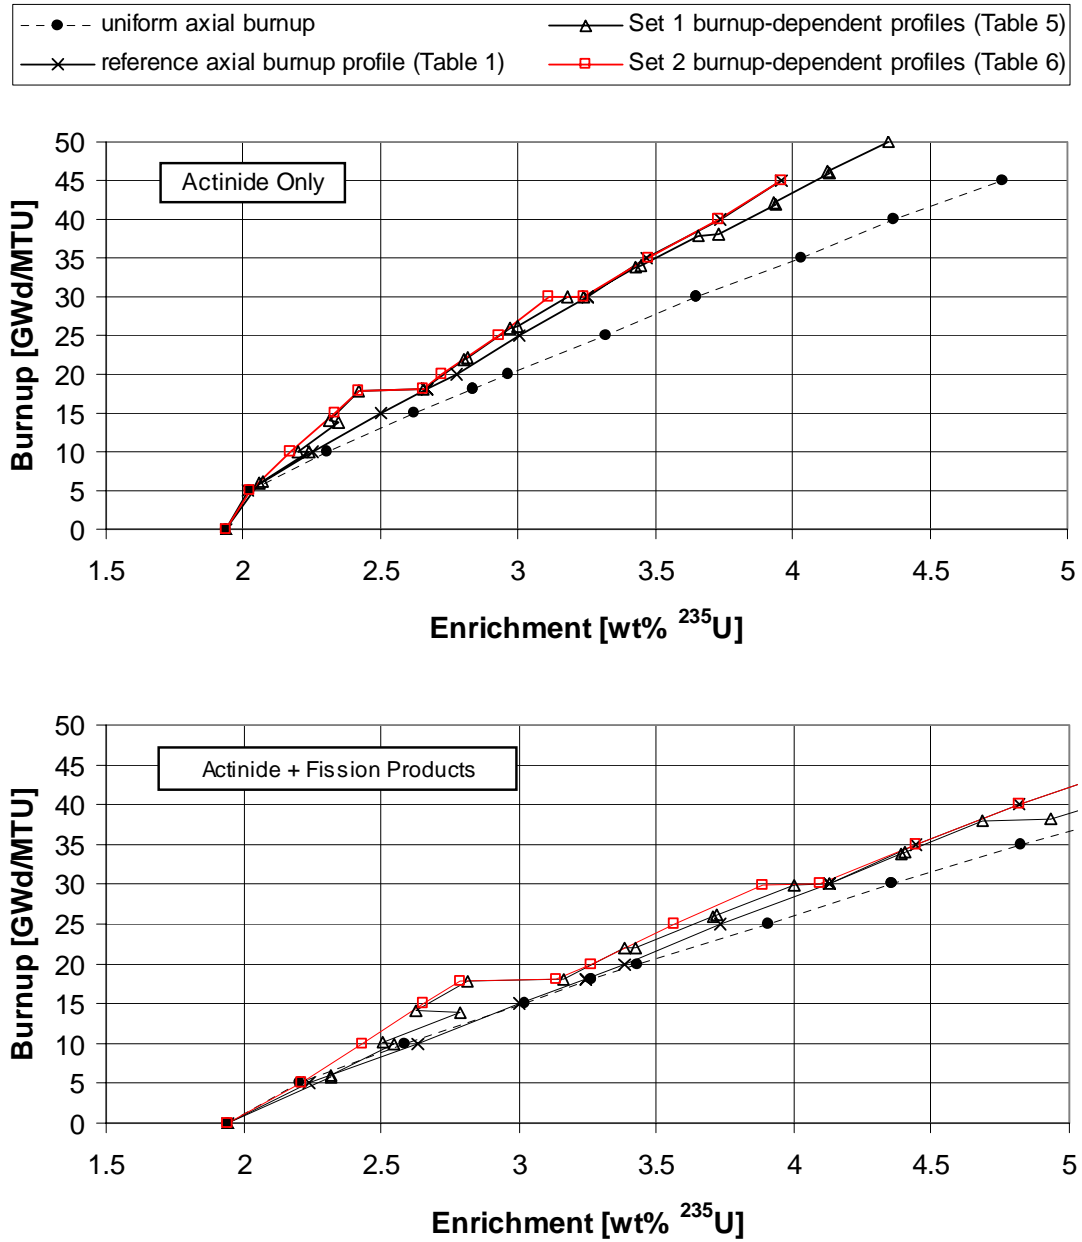 uniform axial burnup
Set 1 burnup-dependent profiles (Table 5)
reference axial burnup profile (Table 1)
Set 2 burnup-dependent profiles (Table 6)
50
45
40
35
30
25
20
15
10
5
0
Burnup [GWd/MTU]
Actinide Only
1.5 2 2.5 3 3.5 4 4.5 5
Enrichment [wt% ²³⁵U]
50
45
40
35
30
25
20
15
10
5
0
Burnup [GWd/MTU]
Actinide + Fission Products
1.5 2 2.5 3 3.5 4 4.5 5
Enrichment [wt% ²³⁵U]